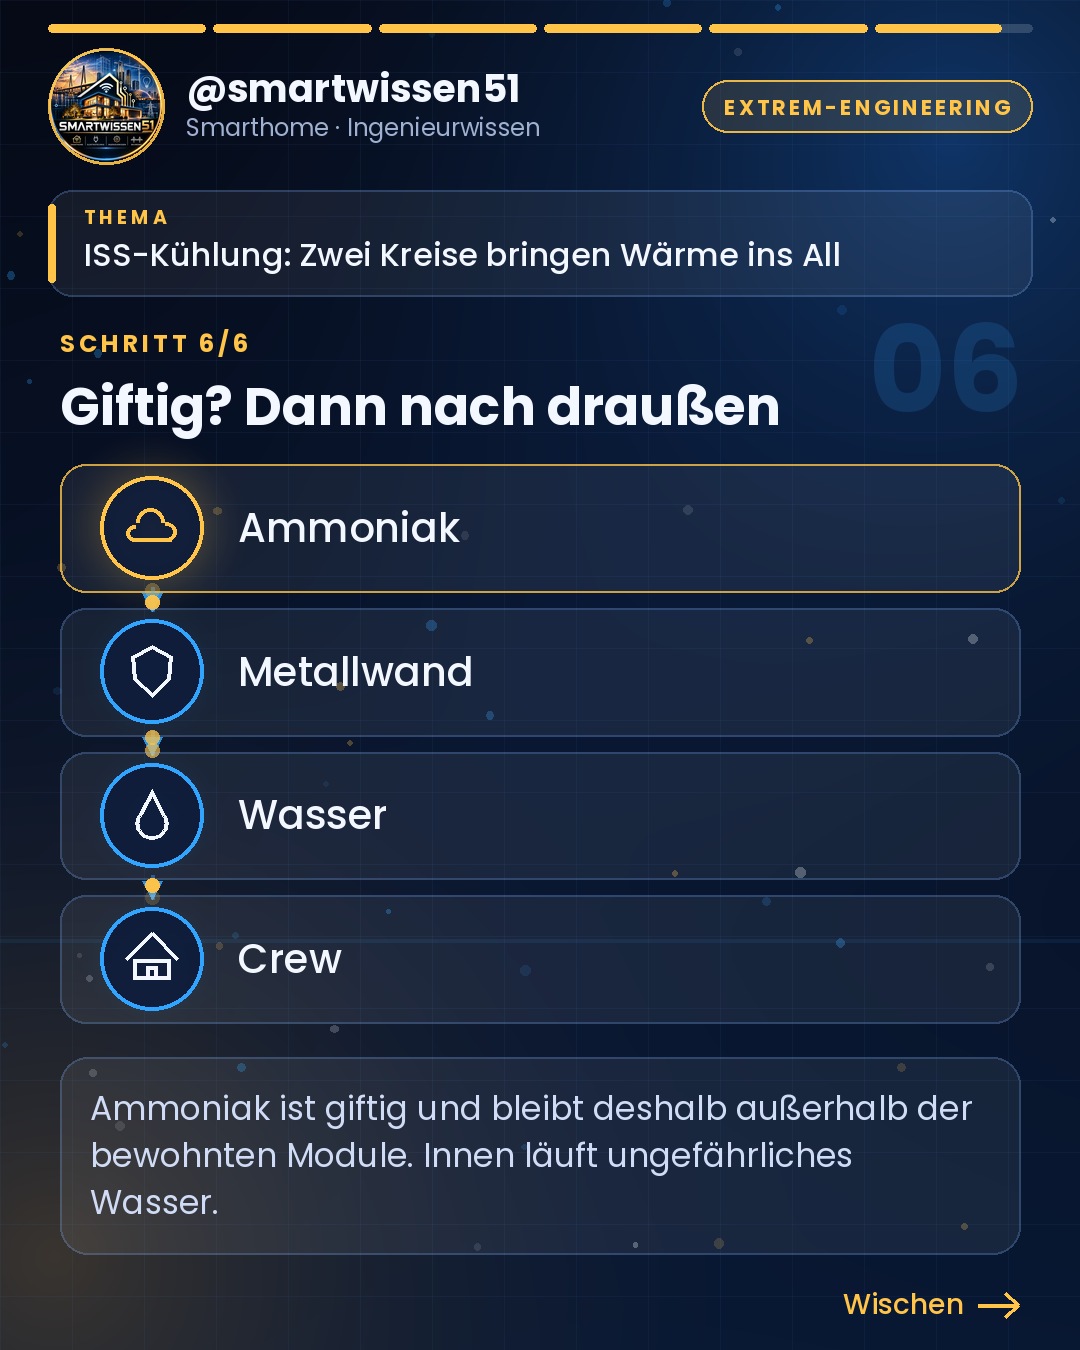 @smartwissen51
Smarthome · Ingenieurwissen
EXTREM-ENGINEERING
SMARTWISSEN51
THEMA
ISS-Kühlung: Zwei Kreise bringen Wärme ins All
SCHRITT 6/6
06
Giftig? Dann nach draußen
Ammoniak
Metallwand
Wasser
Crew
Ammoniak ist giftig und bleibt deshalb außerhalb der
bewohnten Module. Innen läuft ungefährliches
Wasser.
Wischen